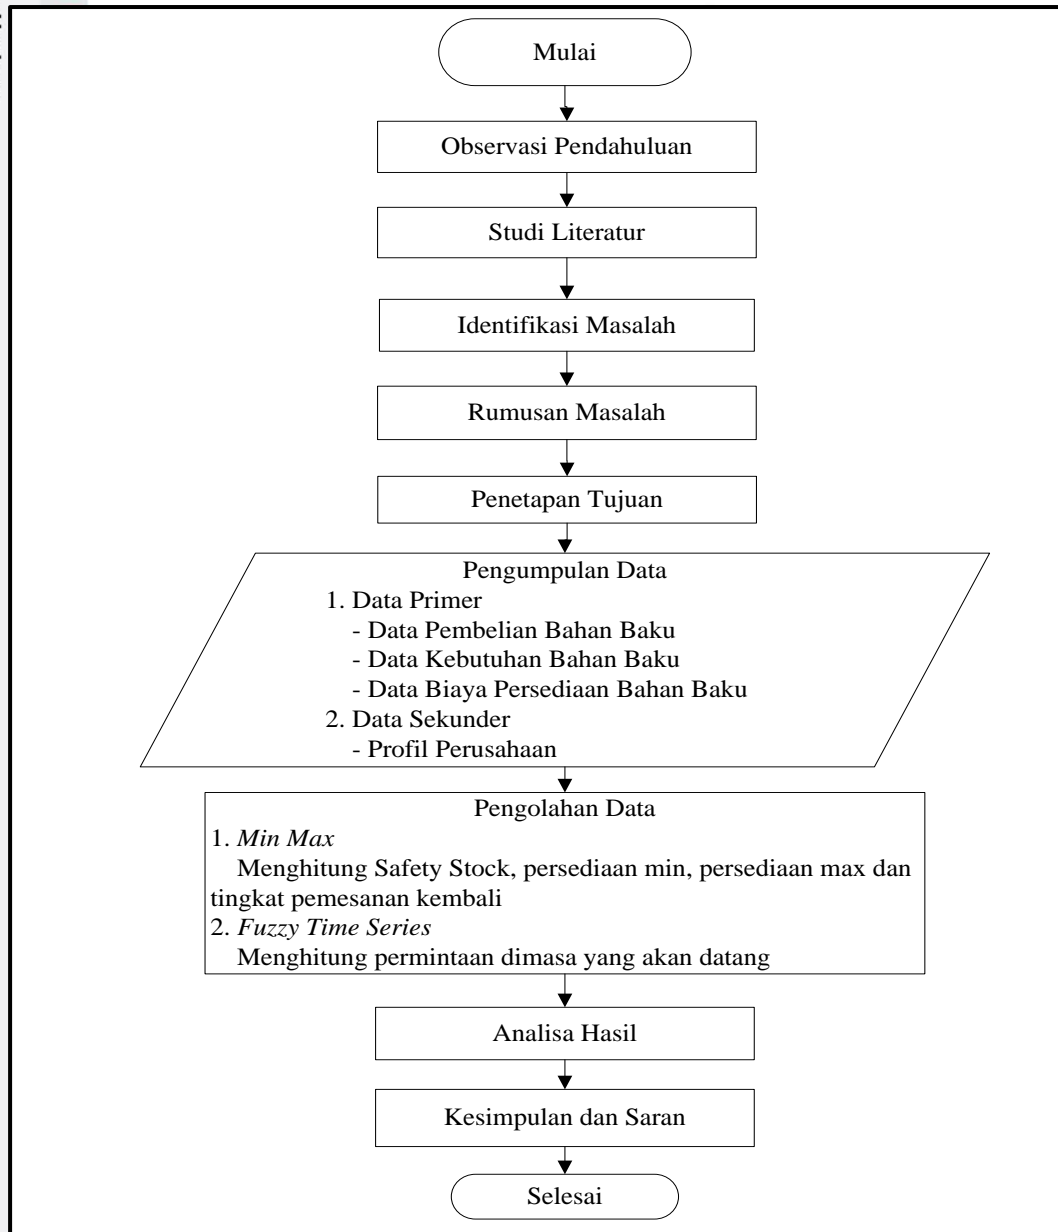 Mulai
Observasi Pendahuluan
Studi Literatur
Identifikasi Masalah
Rumusan Masalah
Penetapan Tujuan
Pengumpulan Data
1. Data Primer
- Data Pembelian Bahan Baku
- Data Kebutuhan Bahan Baku
- Data Biaya Persediaan Bahan Baku
2. Data Sekunder
- Profil Perusahaan
Pengolahan Data
1. Min Max
Menghitung Safety Stock, persediaan min, persediaan max dan
tingkat pemesanan kembali
2. Fuzzy Time Series
Menghitung permintaan dimasa yang akan datang
Analisa Hasil
Kesimpulan dan Saran
Selesai